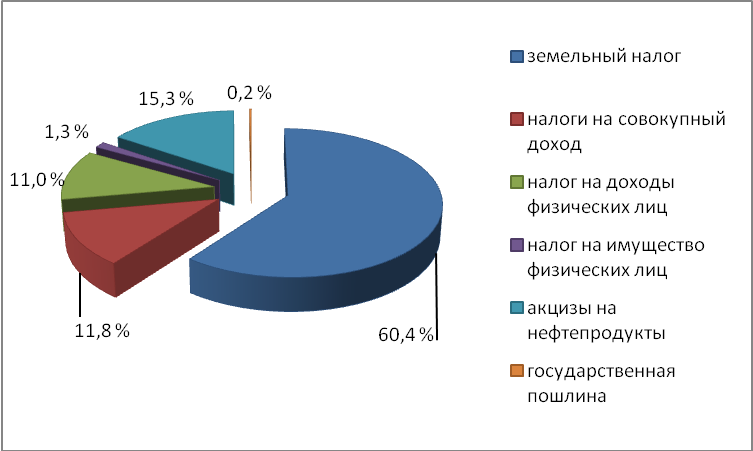 0,2 %
15,3 %
1,3 %
11,0 %
11,8 %
60,4 %
земельный налог
налоги на совокупный
доход
налог на доходы
физических лиц
налог на имущество
физических лиц
акцизы на
нефтепродукты
государственная
пошлина